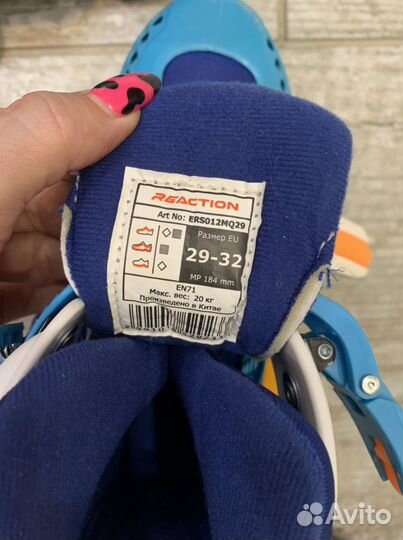 REACTION
Art No: ERS012MQ29
Размер EU
29-32
MP 184 mm
EN71
Макс. вес: 20 кг
Произведено в Китае
Avito